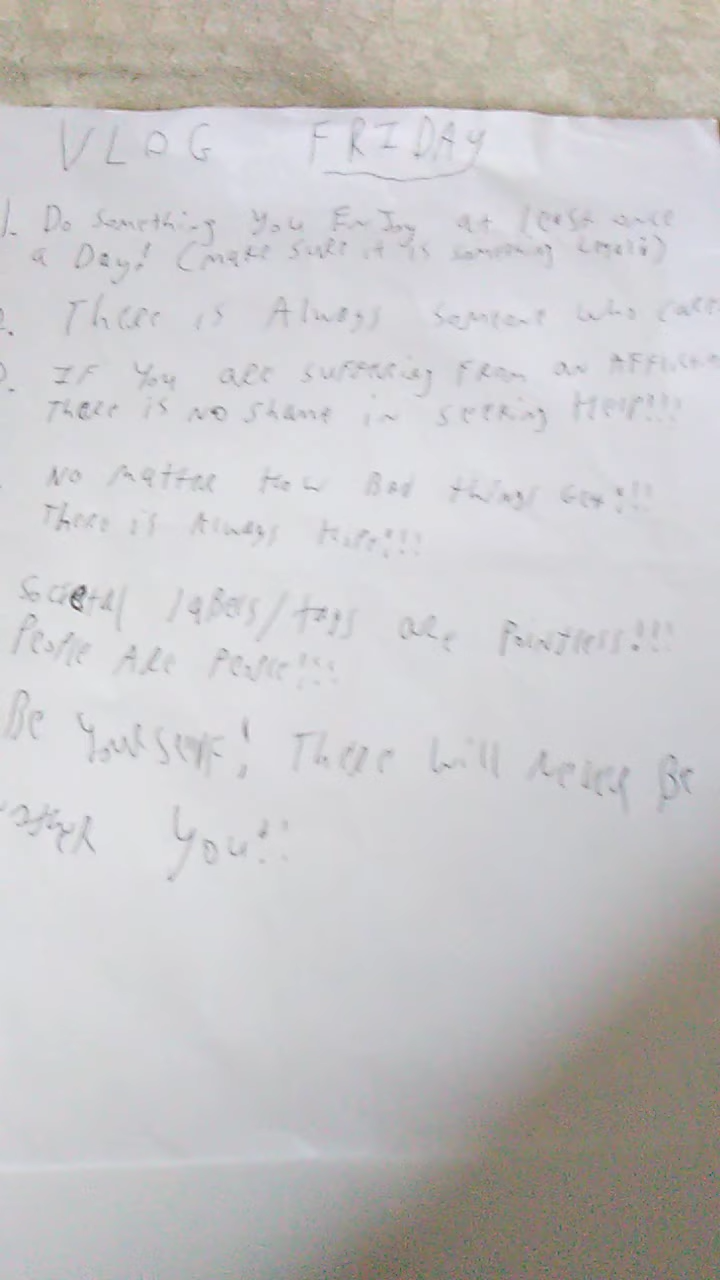 VLOG FRIDAY
1. Do Something You Enjoy at least once
a Day! (make sure it is something Legal!)
2. There is Always Someone who
3. IF You are suffering From an
There is No shame in seeking Help!!!
No Matter How Bad things Get!!!
There is Always Hope!!!
Societal labels/tags are Pointless!!!
People Are People!!!
Be Yourself! There will never Be
You!!